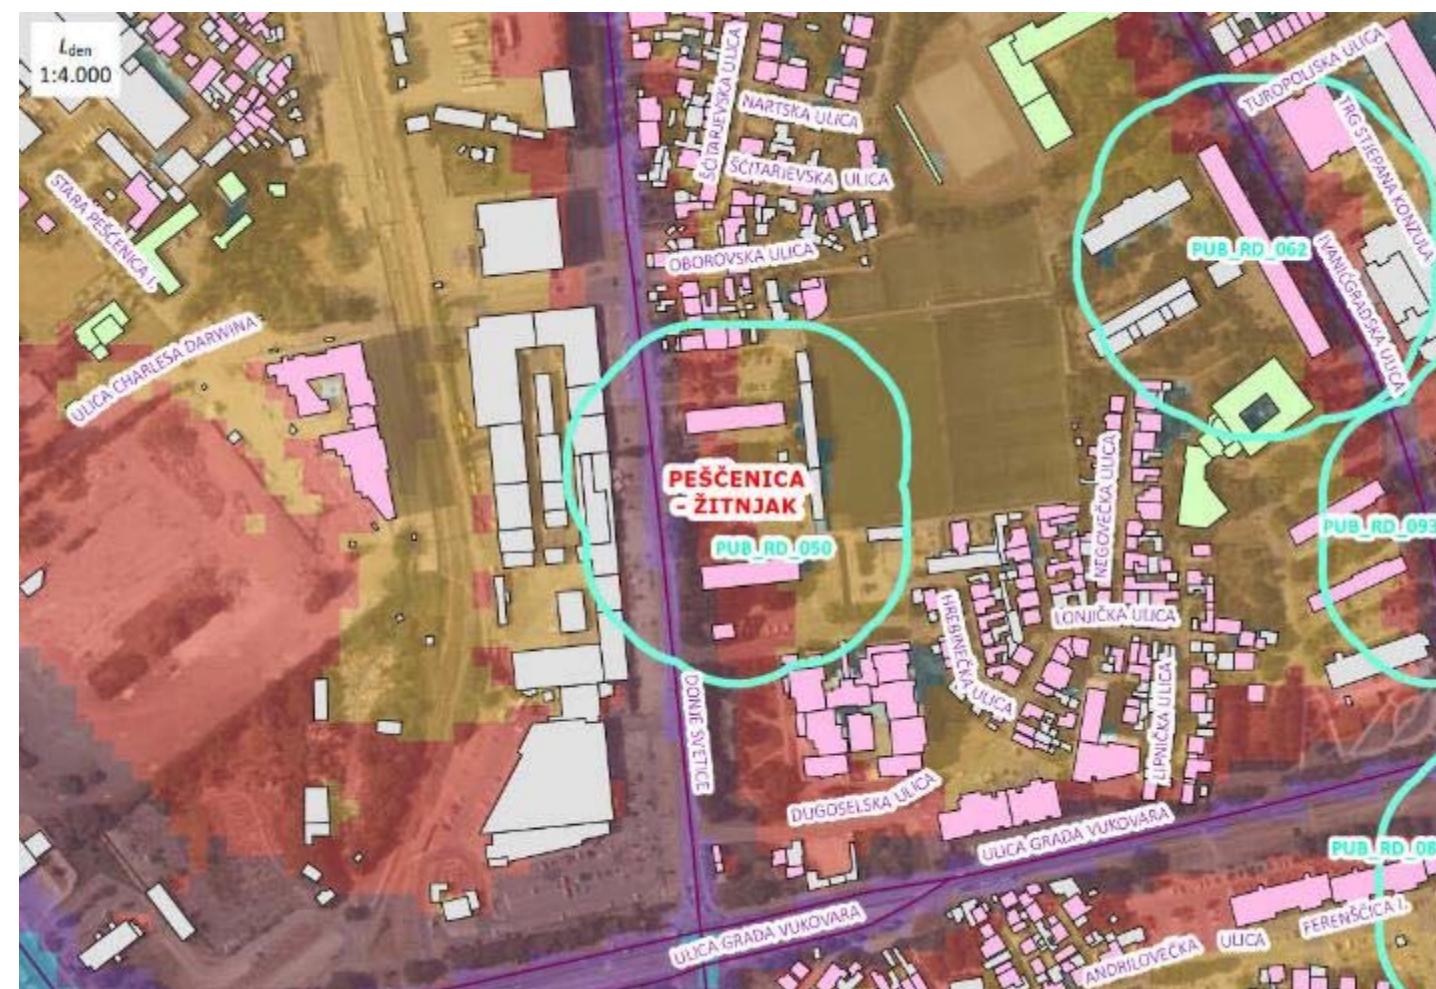 Lden
1:4.000
ŠČITARJEVSKA ULICA
NARTSKA ULICA
ŠČITARJEVSKA ULICA
OBOROVSKA ULICA
TUROPOLJSKA ULICA
TRG STJEPANA KONZULA
IVANIĆGRADSKA ULICA
PUB_RD_062
STARA PEŠČENICA I.
ULICA CHARLESA DARWINA
PEŠČENICA
- ŽITNJAK
PUB_RD_050
PUB_RD_093
NEGOVEČKA ULICA
LONJIČKA ULICA
HREBINEČKA ULICA
LIPNIČKA ULICA
DONJE SVETICE
DUGOSELSKA ULICA
ULICA GRADA VUKOVARA
ULICA GRADA VUKOVARA
PUB_RD_08
FERENŠČICA I.
ANDRILOVEČKA ULICA